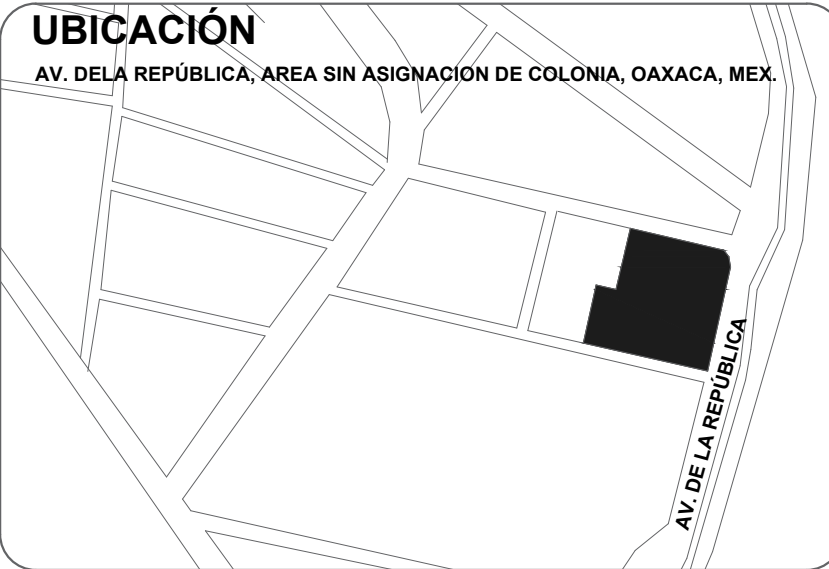 UBICACIÓN
AV. DELA REPÚBLICA, AREA SIN ASIGNACION DE COLONIA, OAXACA, MEX.
AV. DE LA REPÚBLICA